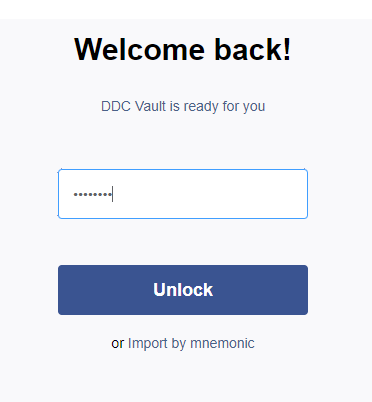 Welcome back!
DDC Vault is ready for you
••••••••
Unlock
or Import by mnemonic